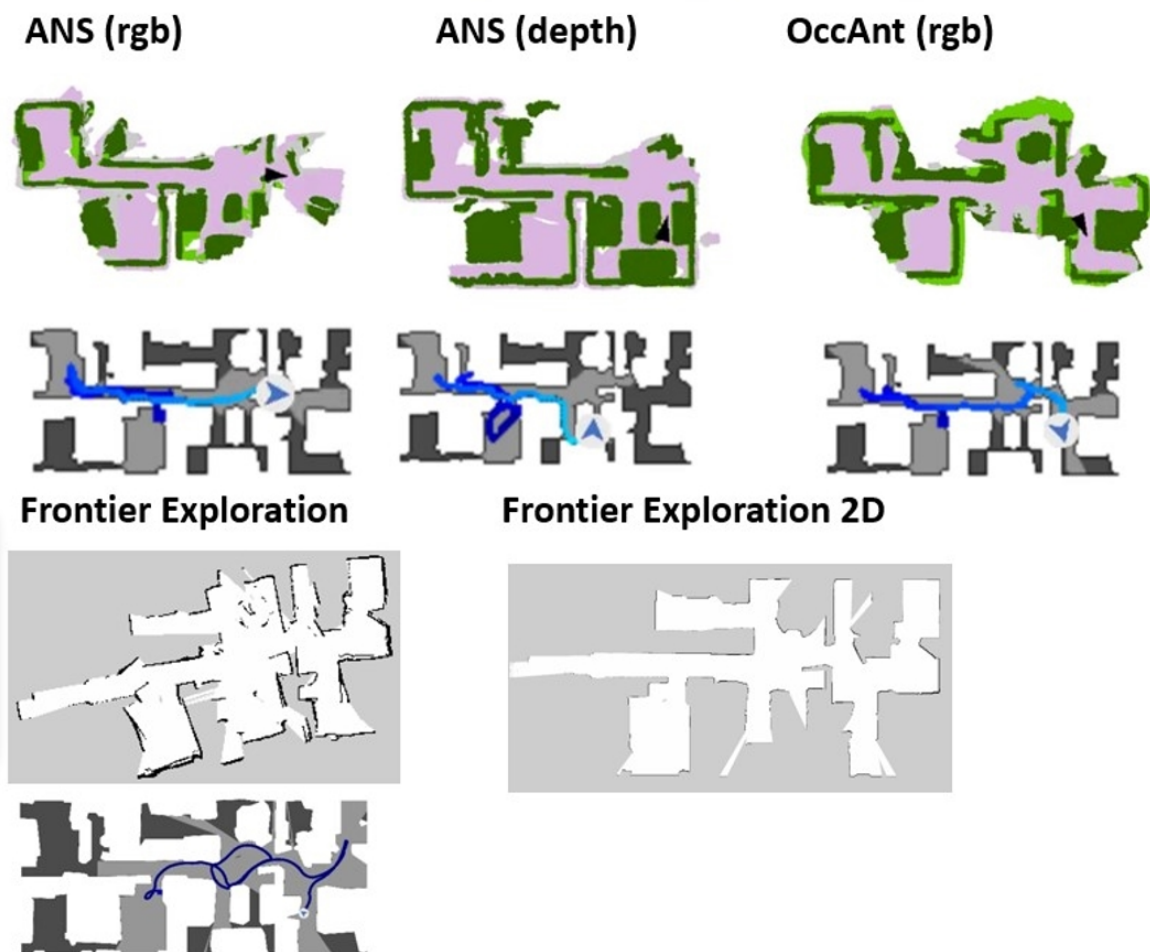 ANS (rgb)
ANS (depth)
OccAnt (rgb)
Frontier Exploration
Frontier Exploration 2D